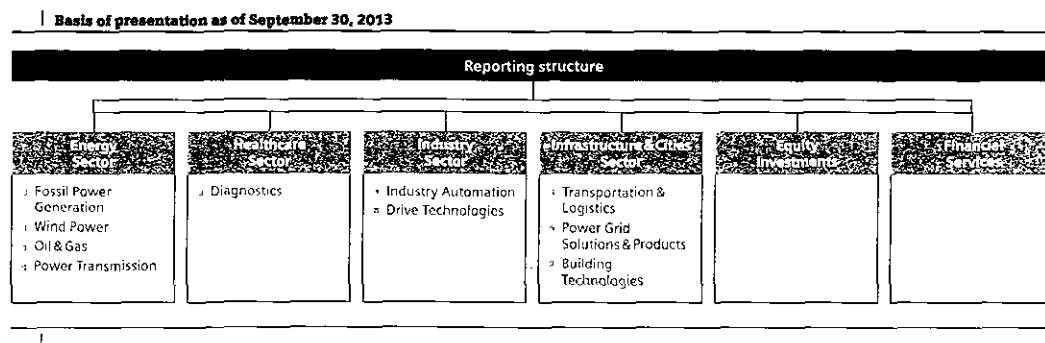 Basis of presentation as of September 30, 2013
Reporting structure
Energy
Sector
Healthcare
Sector
Industry
Sector
Infrastructure & Cities
Sector
Equity
Investments
Financial
Services
Fossil Power
Generation
Wind Power
Oil & Gas
Power Transmission
Diagnostics
Industry Automation
Drive Technologies
Transportation &
Logistics
Power Grid
Solutions & Products
Building
Technologies